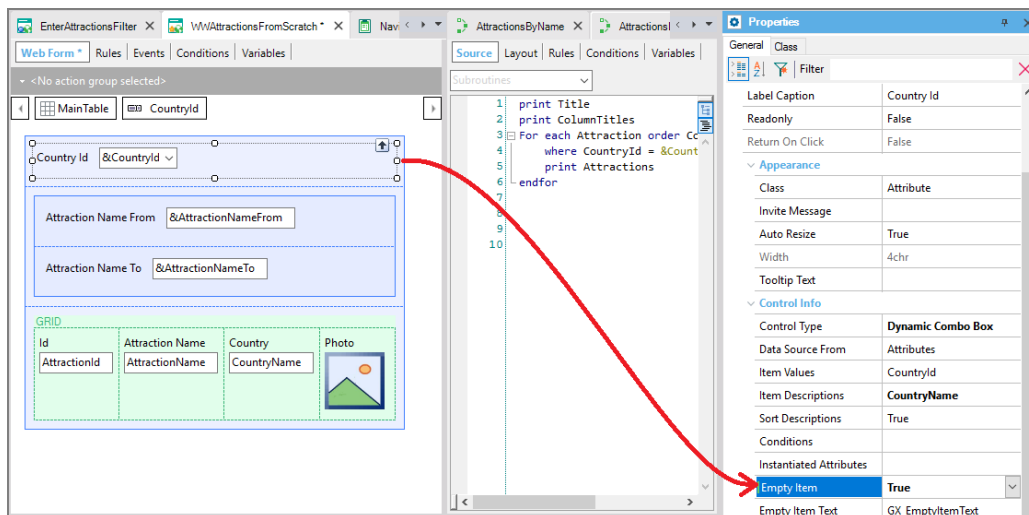 EnterAttractionsFilter
WWAttractionsFromScratch *
Nav
AttractionsByName
Attractions
Web Form * Rules Events Conditions Variables
<No action group selected>
MainTable
CountryId
Country Id &CountryId
Attraction Name From &AttractionNameFrom
Attraction Name To &AttractionNameTo
GRID
Id Attraction Name Country Photo
AttractionId AttractionName CountryName
Source Layout Rules Conditions Variables
Subroutines
1 print Title
2 print ColumnTitles
3 For each Attraction order Co
4 where CountryId = &Count
5 print Attractions
6 endfor
7
8
9
10
Properties
General Class
Filter
Label Caption Country Id
Readonly False
Return On Click False
Appearance
Class Attribute
Invite Message
Auto Resize True
Width 4chr
Tooltip Text
Control Info
Control Type Dynamic Combo Box
Data Source From Attributes
Item Values CountryId
Item Descriptions CountryName
Sort Descriptions True
Conditions
Instantiated Attributes
Empty Item True
Empty Item Text GX_EmptyItemText